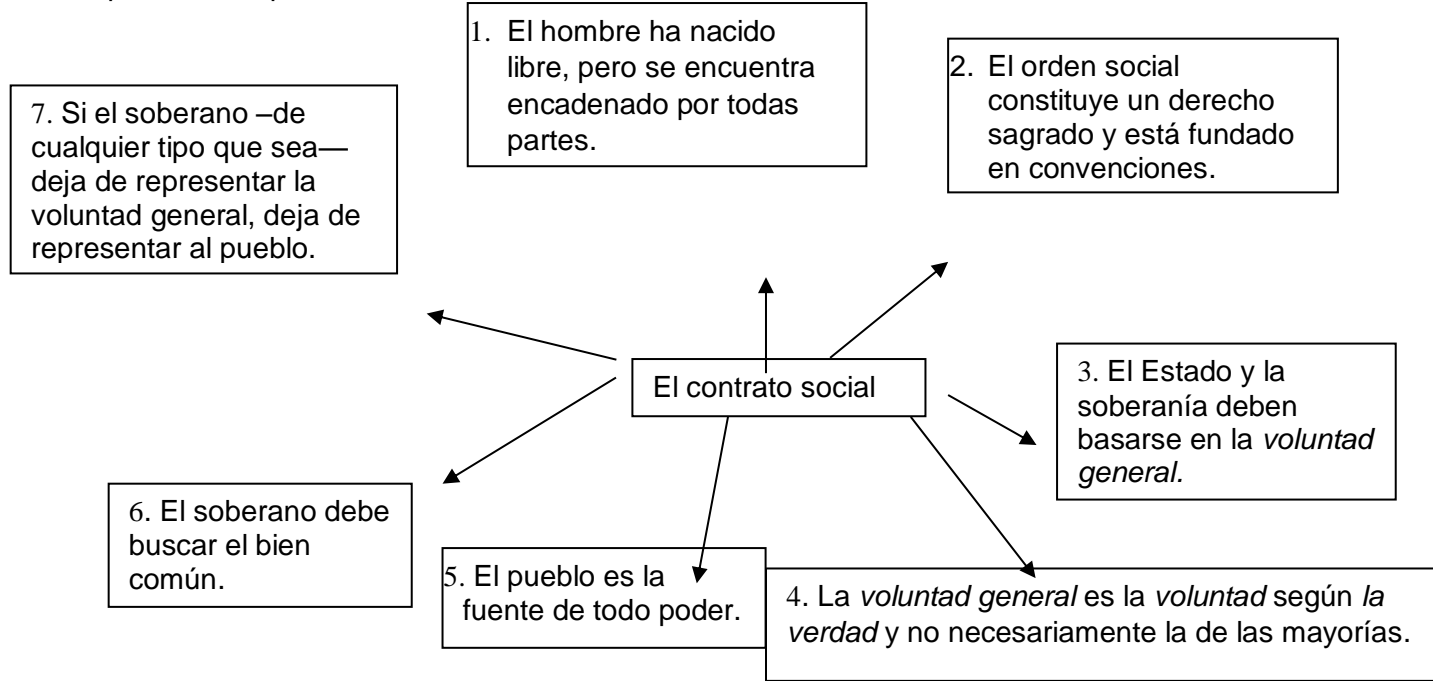 1. El hombre ha nacido
libre, pero se encuentra
encadenado por todas
partes.
2. El orden social
constituye un derecho
sagrado y está fundado
en convenciones.
7. Si el soberano –de
cualquier tipo que sea—
deja de representar la
voluntad general, deja de
representar al pueblo.
El contrato social
3. El Estado y la
soberanía deben
basarse en la voluntad
general.
6. El soberano debe
buscar el bien
común.
5. El pueblo es la
fuente de todo poder.
4. La voluntad general es la voluntad según la
verdad y no necesariamente la de las mayorías.